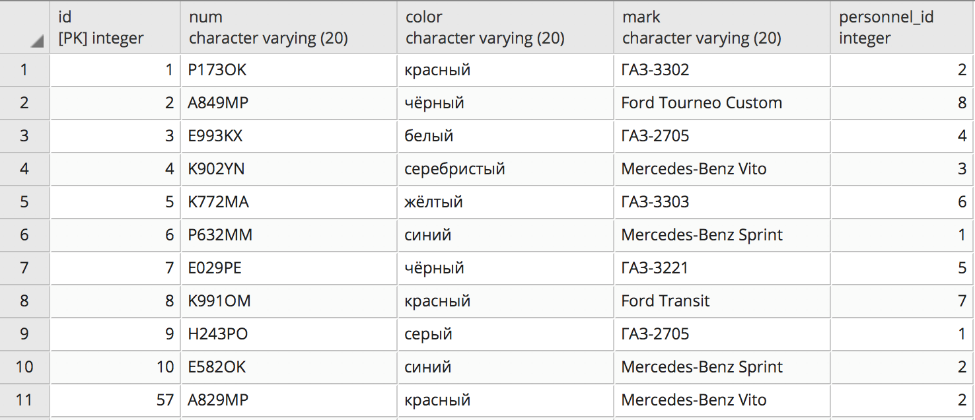 id num color mark personnel_id
[PK] integer character varying (20) character varying (20) character varying (20) integer
1 1 P173OK красный ГАЗ-3302 2
2 2 A849MP чёрный Ford Tourneo Custom 8
3 3 E993KX белый ГАЗ-2705 4
4 4 K902YN серебристый Mercedes-Benz Vito 3
5 5 K772MA жёлтый ГАЗ-3303 6
6 6 P632MM синий Mercedes-Benz Sprint 1
7 7 E029PE чёрный ГАЗ-3221 5
8 8 K991OM красный Ford Transit 7
9 9 H243PO серый ГАЗ-2705 1
10 10 E582OK синий Mercedes-Benz Sprint 2
11 57 A829MP красный Mercedes-Benz Vito 2